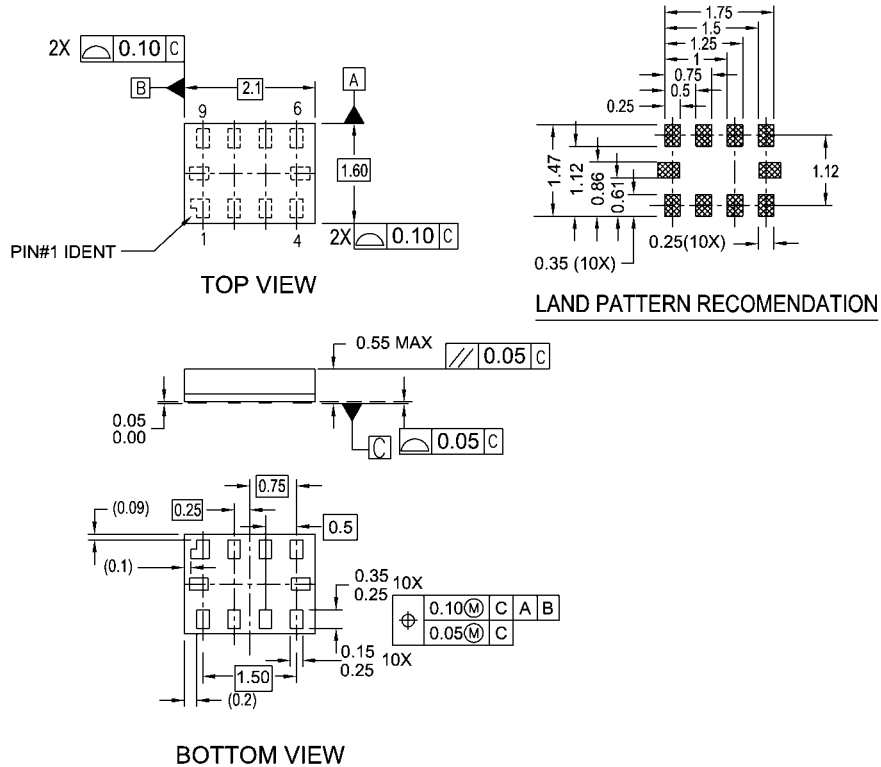 2X 0.10 C
B
2.1
A
9
6
1.60
PIN#1 IDENT
1
4
2X 0.10 C
TOP VIEW
1.75
1.5
1.25
1
0.75
0.5
0.25
1.47
1.12
0.86
0.61
1.12
0.25(10X)
0.35 (10X)
LAND PATTERN RECOMENDATION
0.55 MAX
// 0.05 C
0.05
0.00
C
0.05 C
(0.09)
0.75
0.25
0.5
(0.1)
0.35
0.25 10X
0.10 Ⓜ C A B
0.05 Ⓜ C
0.15
0.25 10X
1.50
(0.2)
BOTTOM VIEW